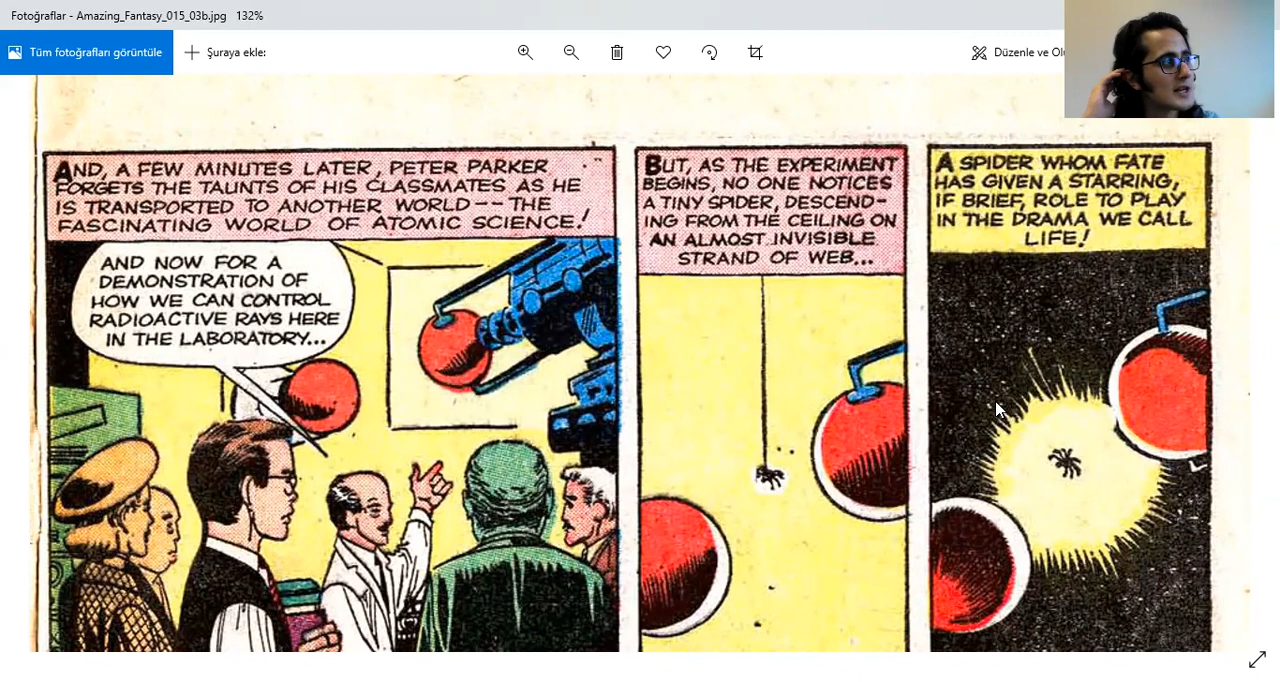 Fotoğraflar - Amazing_Fantasy_015_03b.jpg 132%
Tüm fotoğrafları görüntüle
Şuraya ekle:
Düzenle ve
AND, A FEW MINUTES LATER, PETER PARKER
FORGETS THE TAUNTS OF HIS CLASSMATES AS HE
IS TRANSPORTED TO ANOTHER WORLD -- THE
FASCINATING WORLD OF ATOMIC SCIENCE!
AND NOW FOR A
DEMONSTRATION OF
HOW WE CAN CONTROL
RADIOACTIVE RAYS HERE
IN THE LABORATORY...
BUT, AS THE EXPERIMENT
BEGINS, NO ONE NOTICES
A TINY SPIDER, DESCEND-
ING FROM THE CEILING ON
AN ALMOST INVISIBLE
STRAND OF WEB...
A SPIDER WHOM FATE
HAS GIVEN A STARRING,
IF BRIEF, ROLE TO PLAY
IN THE DRAMA WE CALL
LIFE!